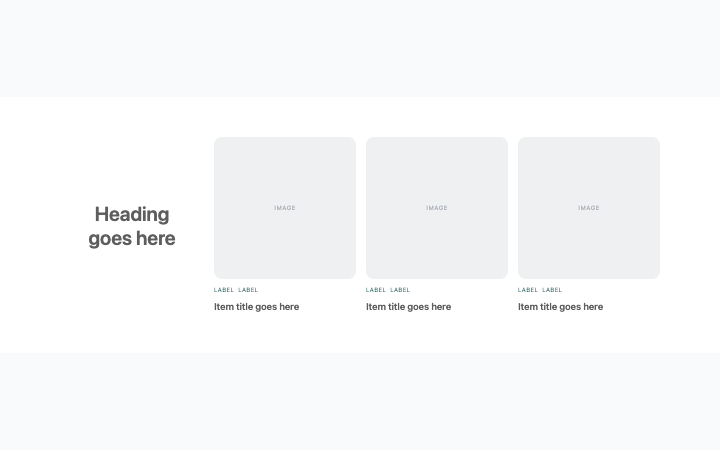 Heading
goes here
IMAGE
LABEL LABEL
Item title goes here
IMAGE
LABEL LABEL
Item title goes here
IMAGE
LABEL LABEL
Item title goes here